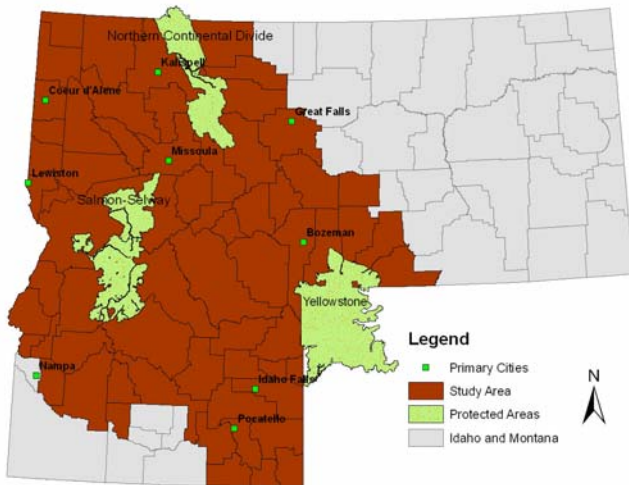 Northern Continental Divide
Kalispell
Coeur d'Alene
Great Falls
Missoula
Lewiston
Salmon-Selway
Bozeman
Yellowstone
Legend
Primary Cities
Nampa
Idaho Falls
Study Area
N
Protected Areas
Pocatello
Idaho and Montana